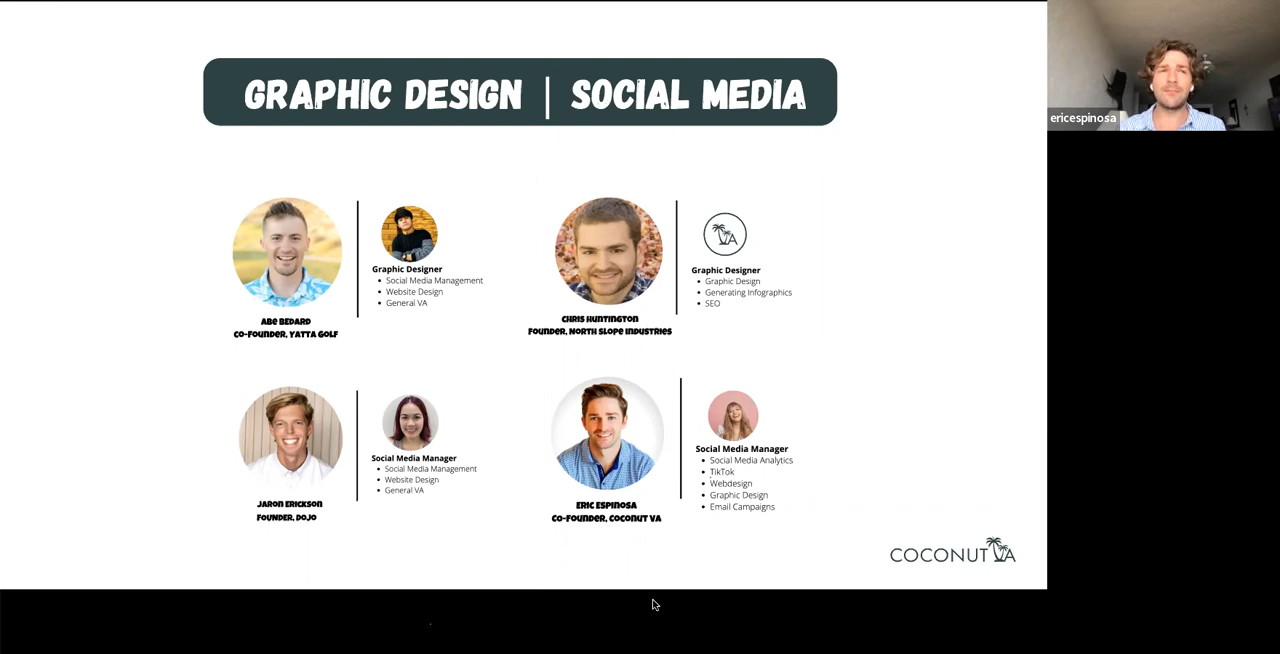 GRAPHIC DESIGN | SOCIAL MEDIA
ericespinosa
Graphic Designer
• Social Media Management
• Website Design
• General VA
ABE BEDARD
CO-FOUNDER, YATTA GOLF
VA
Graphic Designer
• Graphic Design
• Generating Infographics
• SEO
CHRIS HUNTINGTON
FOUNDER, NORTH SLOPE INDUSTRIES
Social Media Manager
• Social Media Management
• Website Design
• General VA
JARON ERICKSON
FOUNDER, DOJO
Social Media Manager
• Social Media Analytics
• TikTok
• Webdesign
• Graphic Design
• Email Campaigns
ERIC ESPINOSA
CO-FOUNDER, COCONUT VA
COCONUT VA